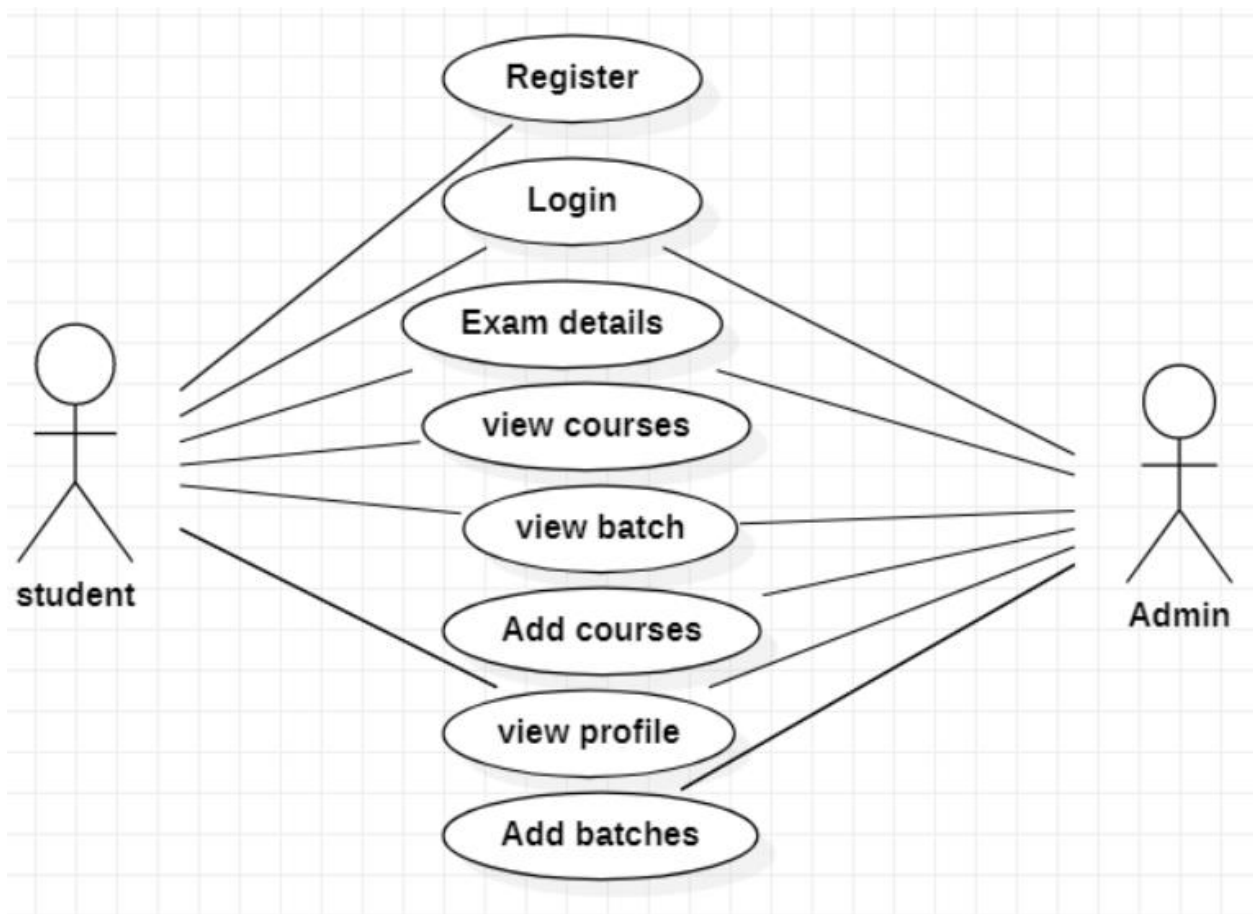 Register
Login
Exam details
view courses
view batch
Add courses
view profile
Add batches
student
Admin